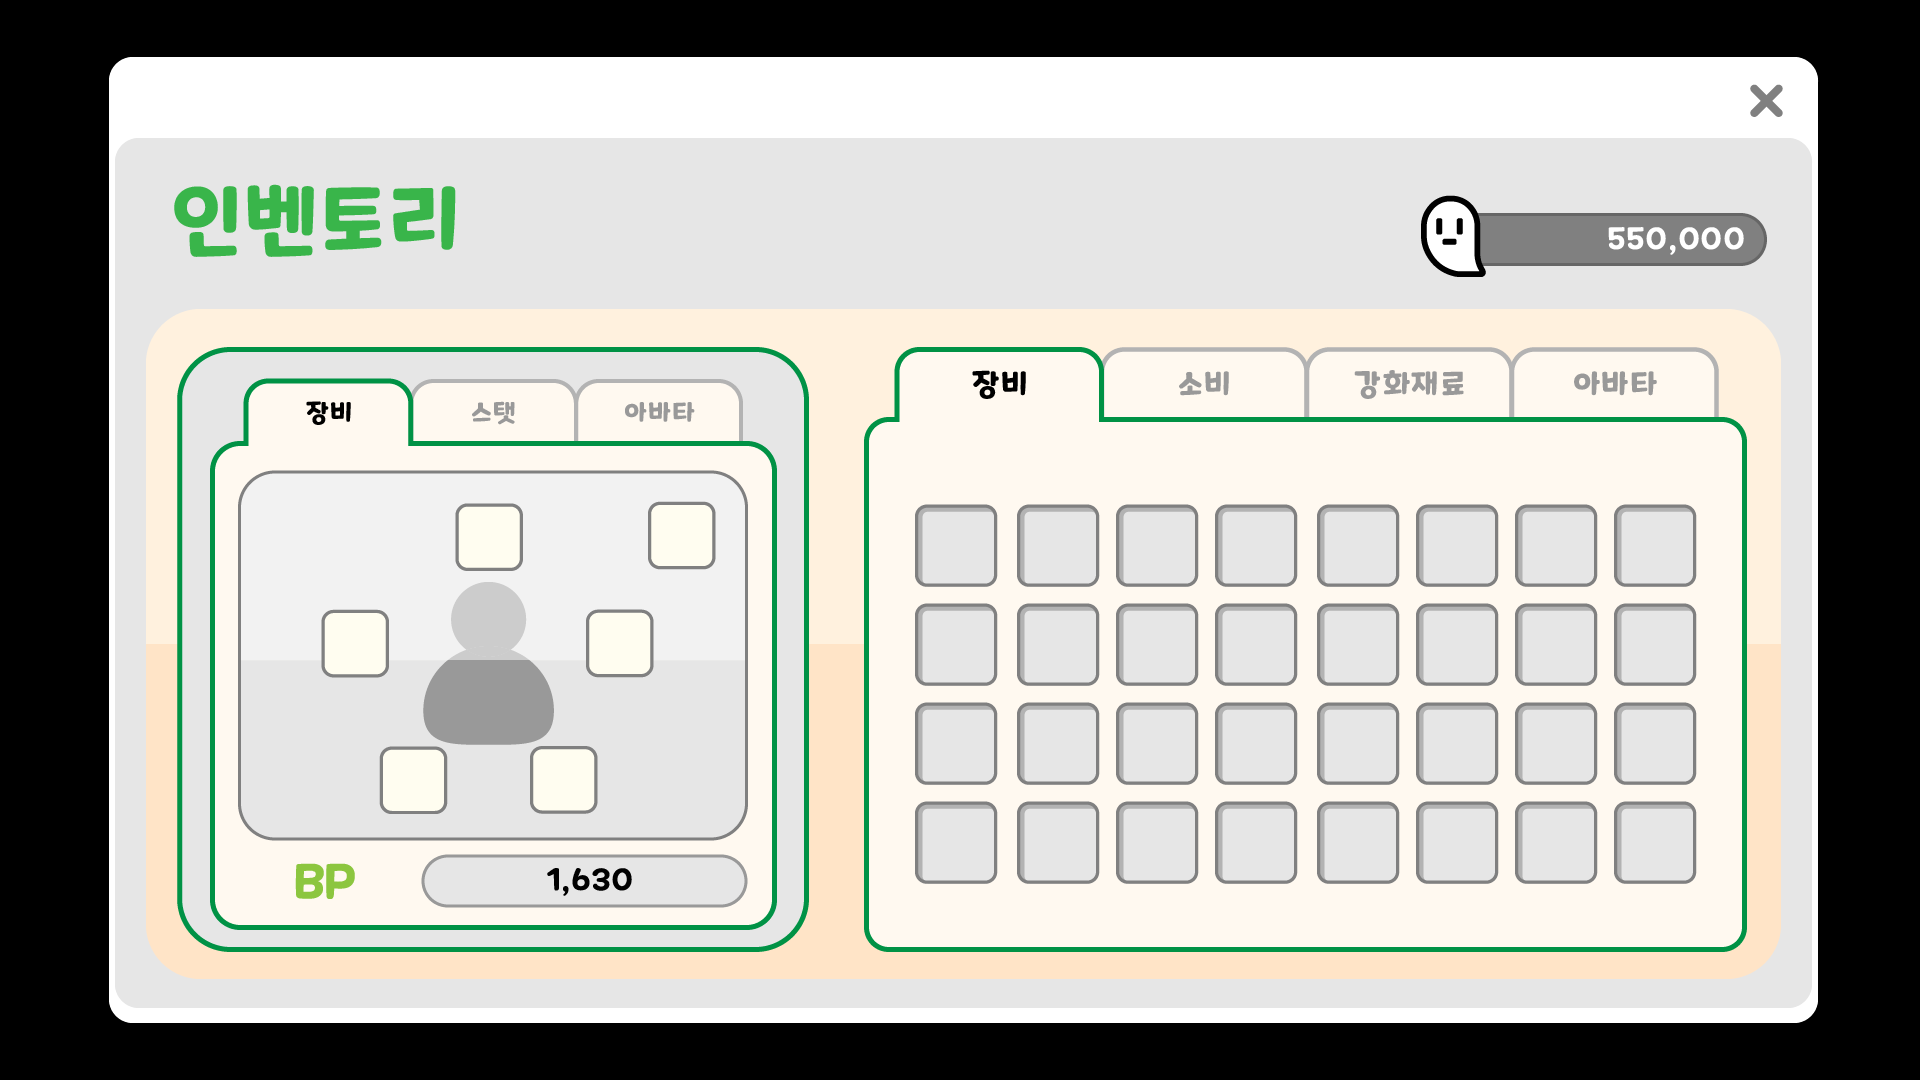 인벤토리
550,000
장비 스탯 아바타
BP 1,630
장비 소비 강화재료 아바타